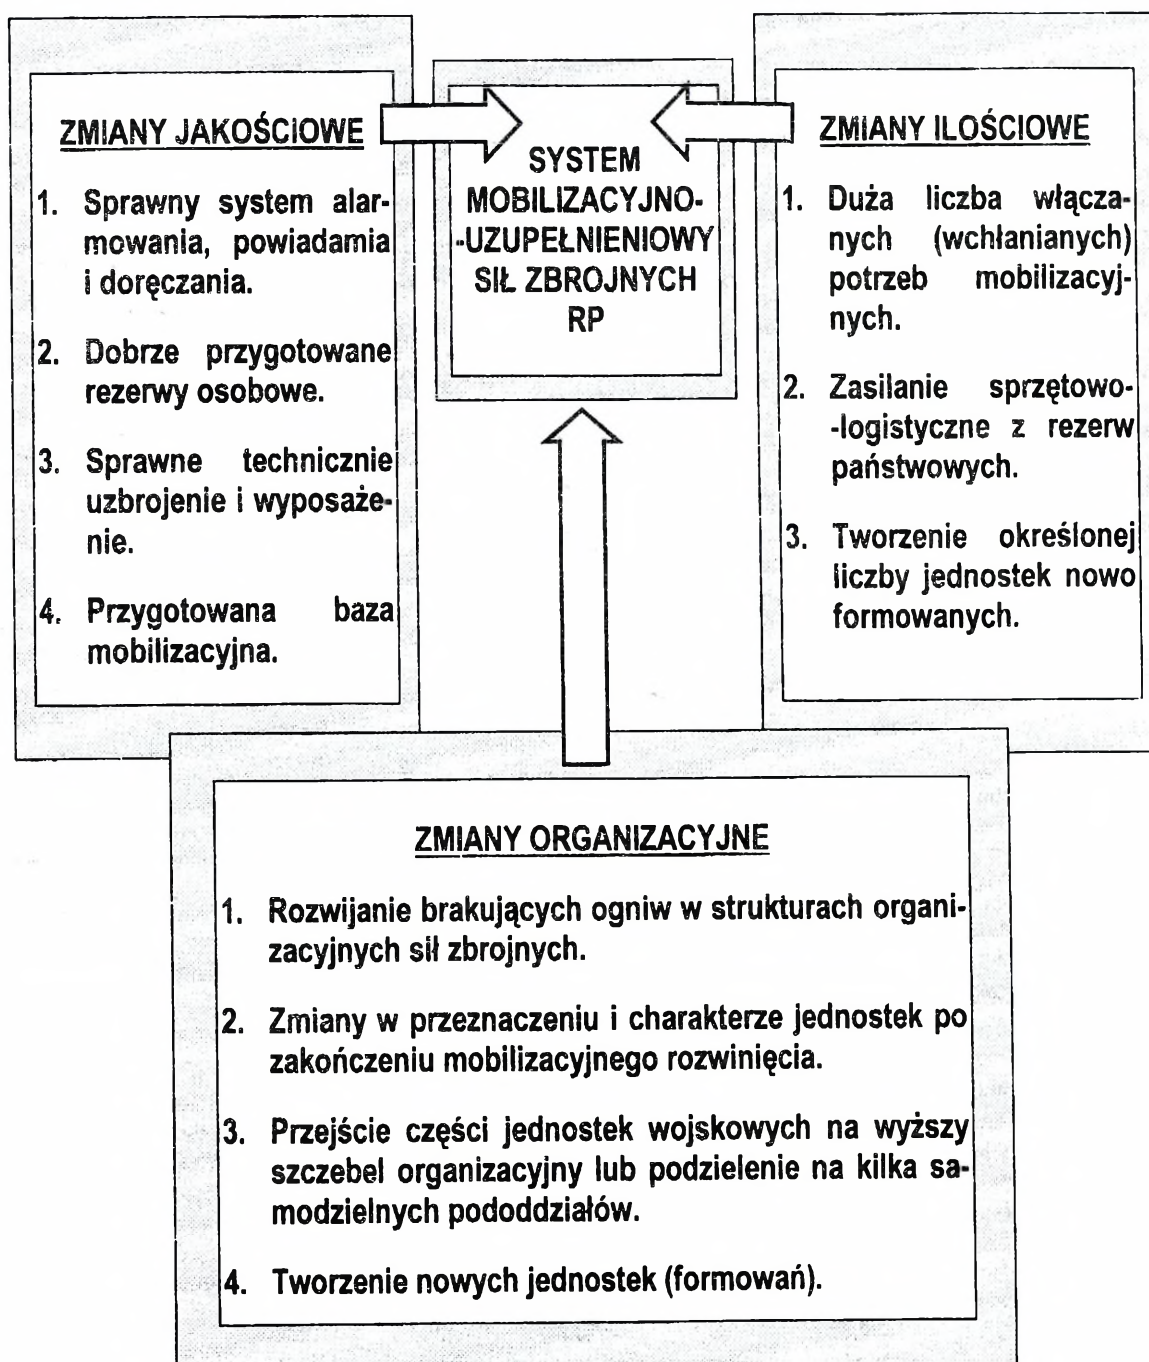 ZMIANY JAKOŚCIOWE
1. Sprawny system alar-
mowania, powiadamia
i doręczania.
2. Dobrze przygotowane
rezerwy osobowe.
3. Sprawne technicznie
uzbrojenie i wyposaże-
nie.
4. Przygotowana baza
mobilizacyjna.
SYSTEM
MOBILIZACYJNO-
-UZUPEŁNIENIOWY
SIŁ ZBROJNYCH
RP
ZMIANY ILOŚCIOWE
1. Duża liczba włącza-
nych (wchłanianych)
potrzeb mobilizacyj-
nych.
2. Zasilanie sprzętowo-
-logistyczne z rezerw
państwowych.
3. Tworzenie określonej
liczby jednostek nowo
formowanych.
ZMIANY ORGANIZACYJNE
1. Rozwijanie brakujących ogniw w strukturach organi-
zacyjnych sił zbrojnych.
2. Zmiany w przeznaczeniu i charakterze jednostek po
zakończeniu mobilizacyjnego rozwinięcia.
3. Przejście części jednostek wojskowych na wyższy
szczebel organizacyjny lub podzielenie na kilka sa-
modzielnych pododdziałów.
4. Tworzenie nowych jednostek (formowań).